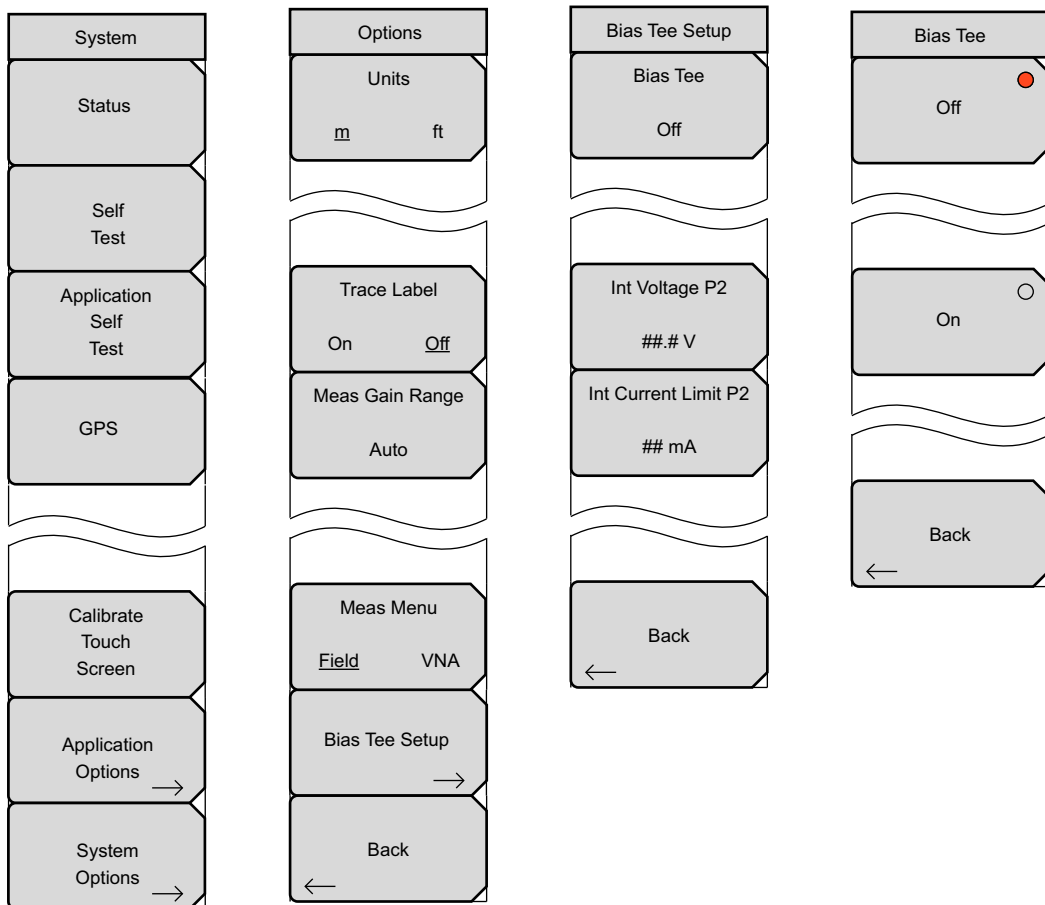 System
Status
Self
Test
Application
Self
Test
GPS
Calibrate
Touch
Screen
Application
Options
System
Options
Options
Units
m ft
Trace Label
On Off
Meas Gain Range
Auto
Meas Menu
Field VNA
Bias Tee Setup
Back
Bias Tee Setup
Bias Tee
Off
Int Voltage P2
##.# V
Int Current Limit P2
## mA
Back
Bias Tee
Off
On
Back